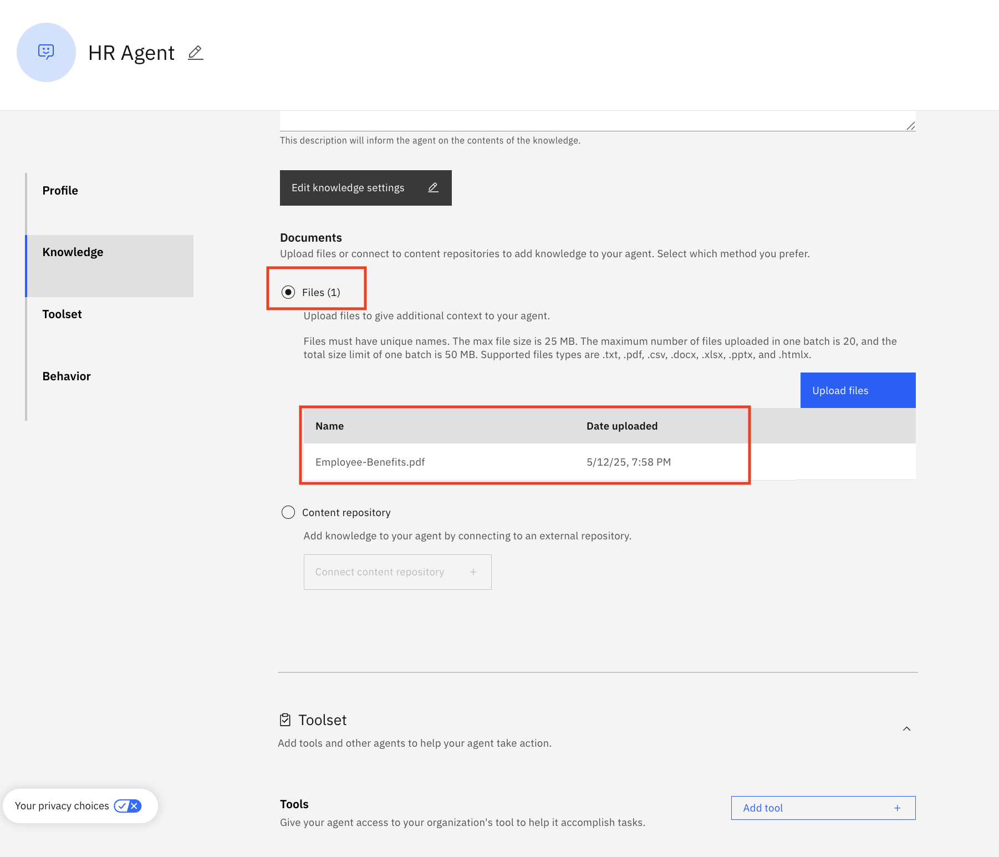 HR Agent
This description will inform the agent on the contents of the knowledge.
Edit knowledge settings
Profile
Knowledge
Toolset
Behavior
Documents
Upload files or connect to content repositories to add knowledge to your agent. Select which method you prefer.
Files (1)
Upload files to give additional context to your agent.
Files must have unique names. The max file size is 25 MB. The maximum number of files uploaded in one batch is 20, and the
total size limit of one batch is 50 MB. Supported files types are .txt, .pdf, .csv, .docx, .xlsx, .pptx, and .htmlx.
Upload files
Name Date uploaded
Employee-Benefits.pdf 5/12/25, 7:58 PM
Content repository
Add knowledge to your agent by connecting to an external repository.
Connect content repository +
Toolset
Add tools and other agents to help your agent take action.
Your privacy choices
Tools
Give your agent access to your organization's tool to help it accomplish tasks.
Add tool +